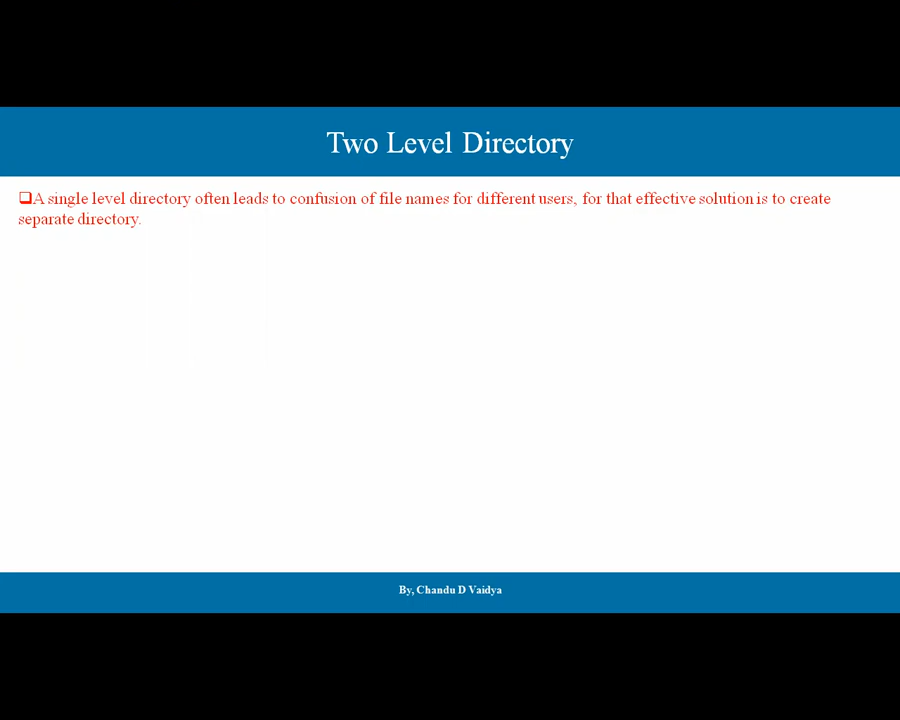 Two Level Directory
❑A single level directory often leads to confusion of file names for different users, for that effective solution is to create
separate directory.
By, Chandu D Vaidya